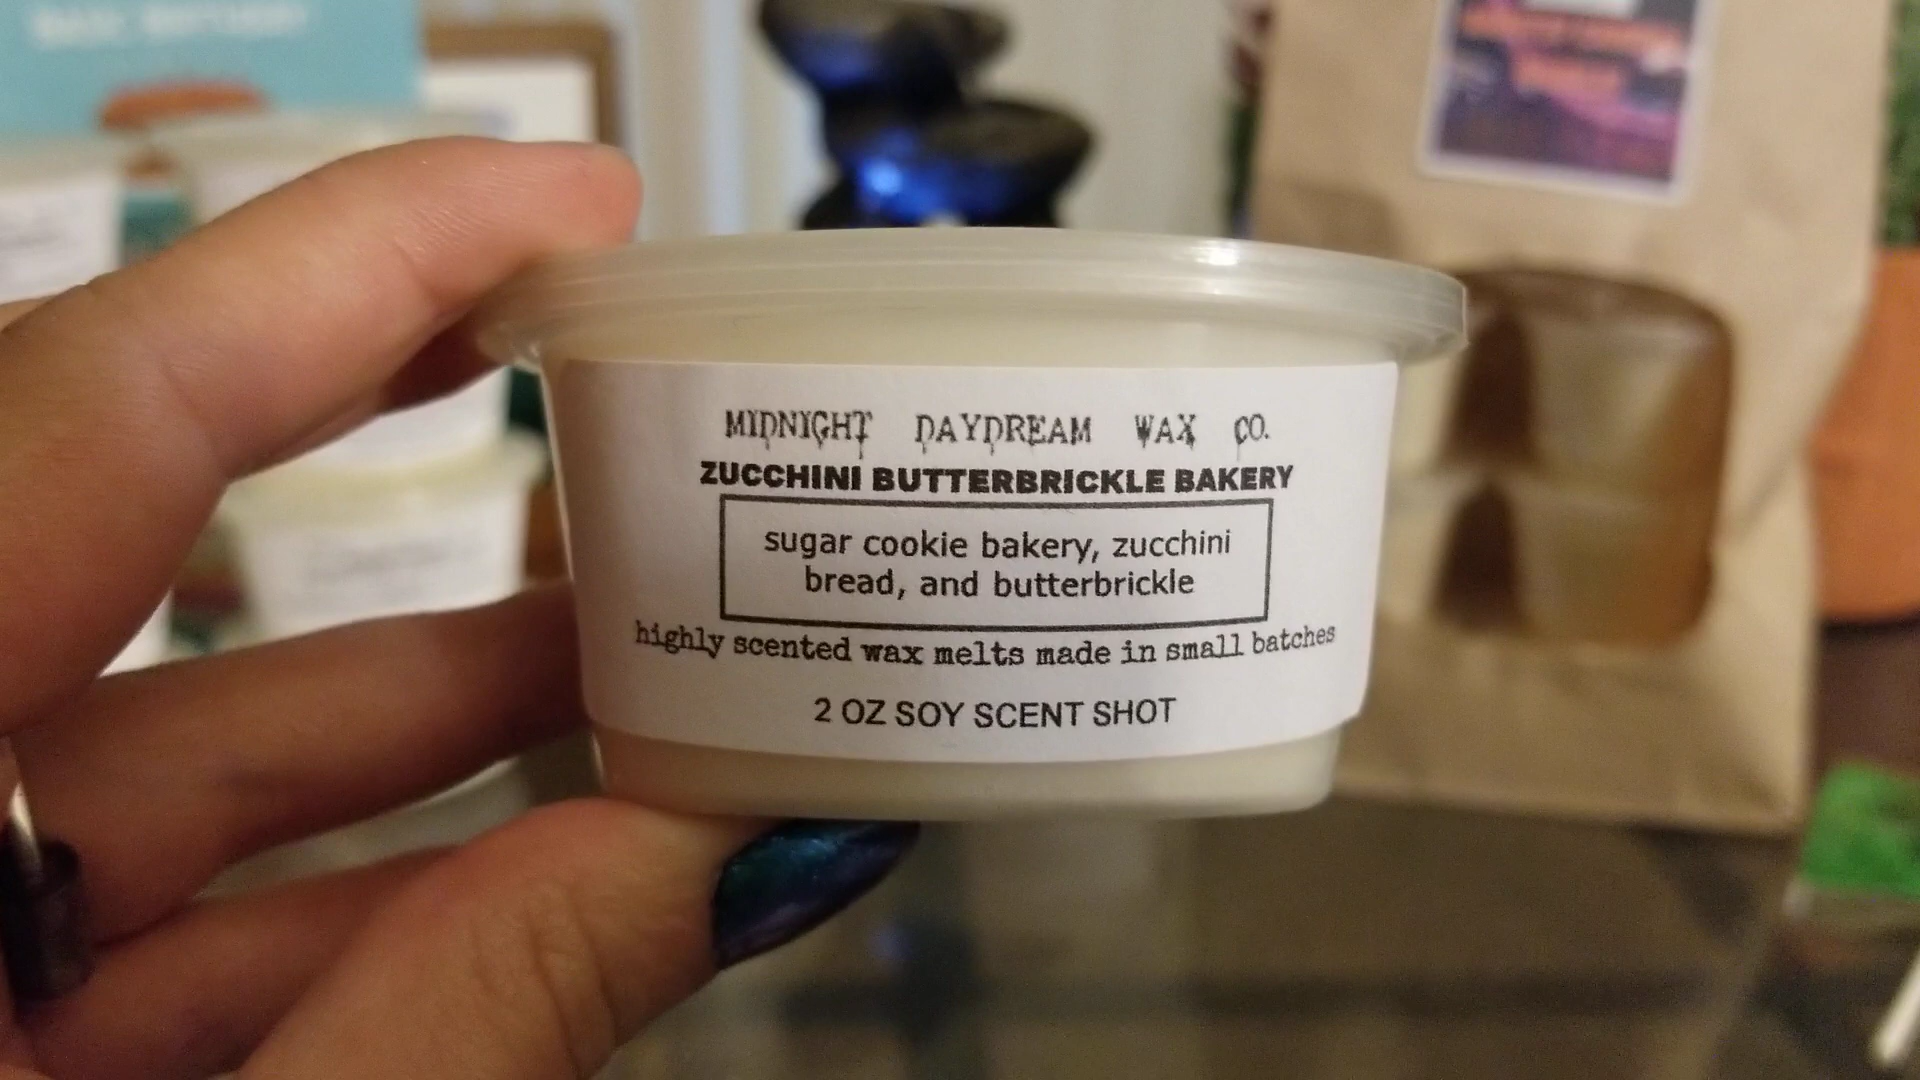 MIDNIGHT DAYDREAM WAX CO.
ZUCCHINI BUTTERBRICKLE BAKERY
sugar cookie bakery, zucchini
bread, and butterbrickle
highly scented wax melts made in small batches
2 OZ SOY SCENT SHOT